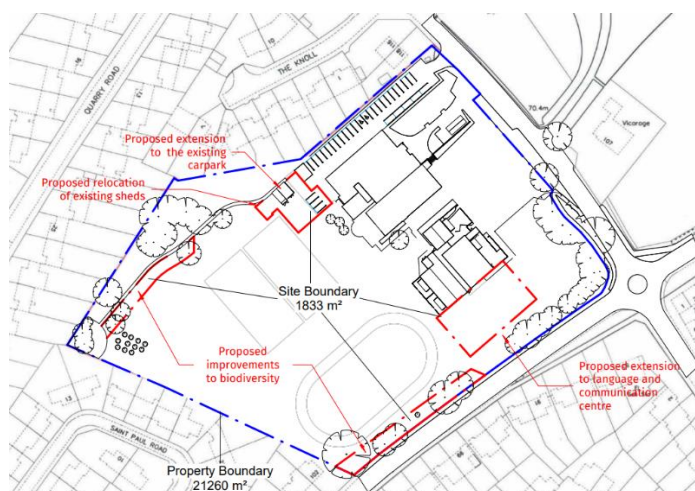 THE KNOLL
QUARRY ROAD
70.4m
Vicarage
107
Proposed extension
to the existing
carpark
Proposed relocation
of existing sheds
Site Boundary
1833 m²
Proposed
improvements
to biodiversity
Proposed extension
to language and
communication
centre
13
SAINT PAUL ROAD
Property Boundary
21260 m²